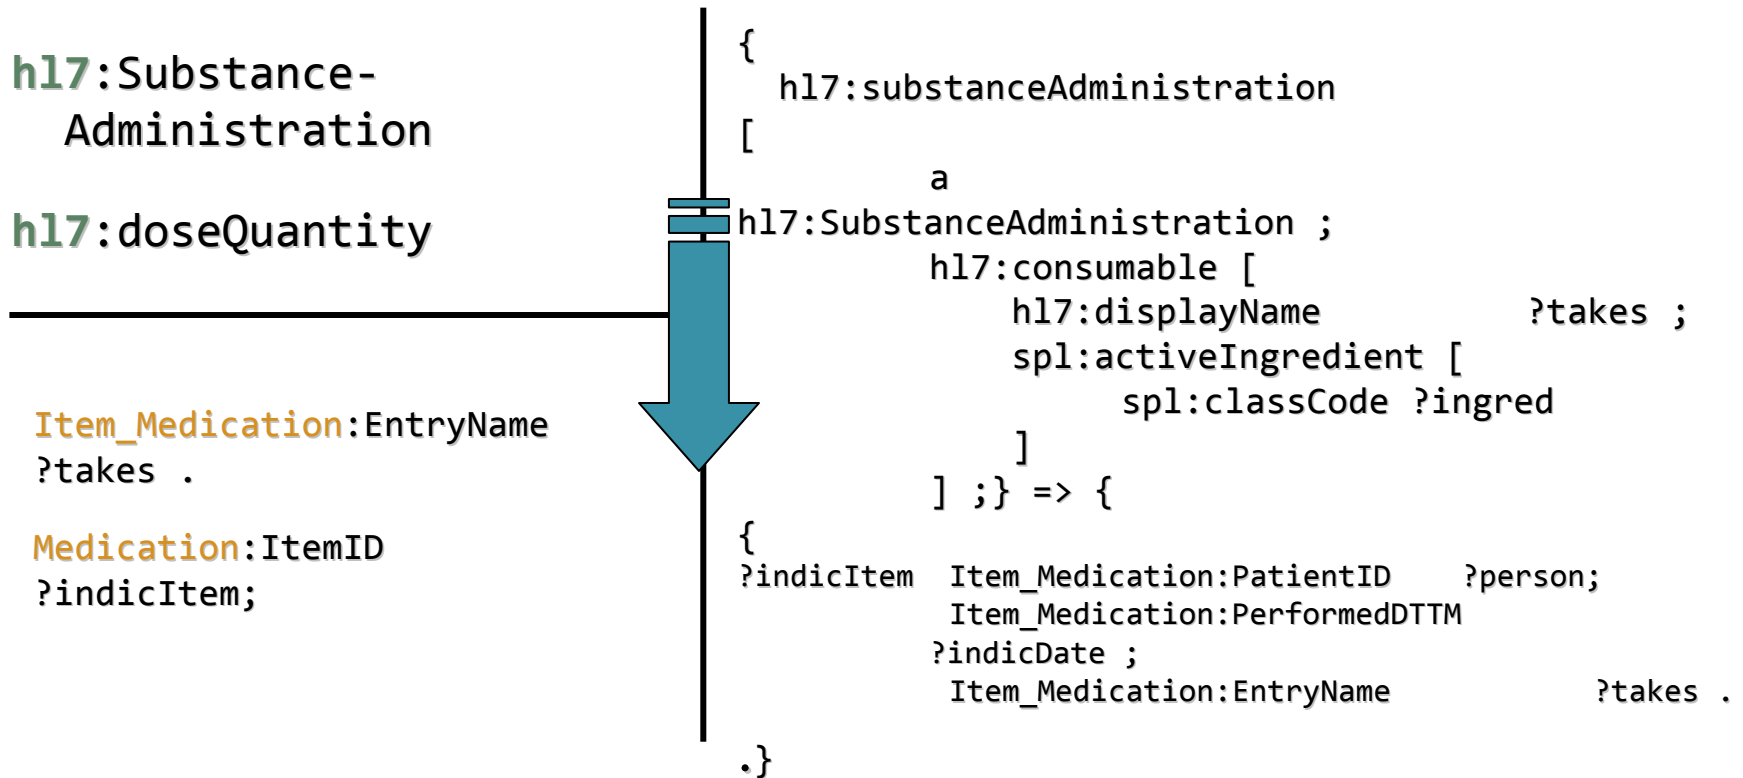 hl7:Substance-
Administration
hl7:doseQuantity
Item_Medication:EntryName
?takes .
Medication:ItemID
?indicItem;
{
hl7:substanceAdministration
[
a
hl7:SubstanceAdministration ;
hl7:consumable [
hl7:displayName ?takes ;
spl:activeIngredient [
spl:classCode ?ingred
]
] ;} => {
{
?indicItem Item_Medication:PatientID ?person;
Item_Medication:PerformedDTTM
?indicDate ;
Item_Medication:EntryName ?takes .
.}